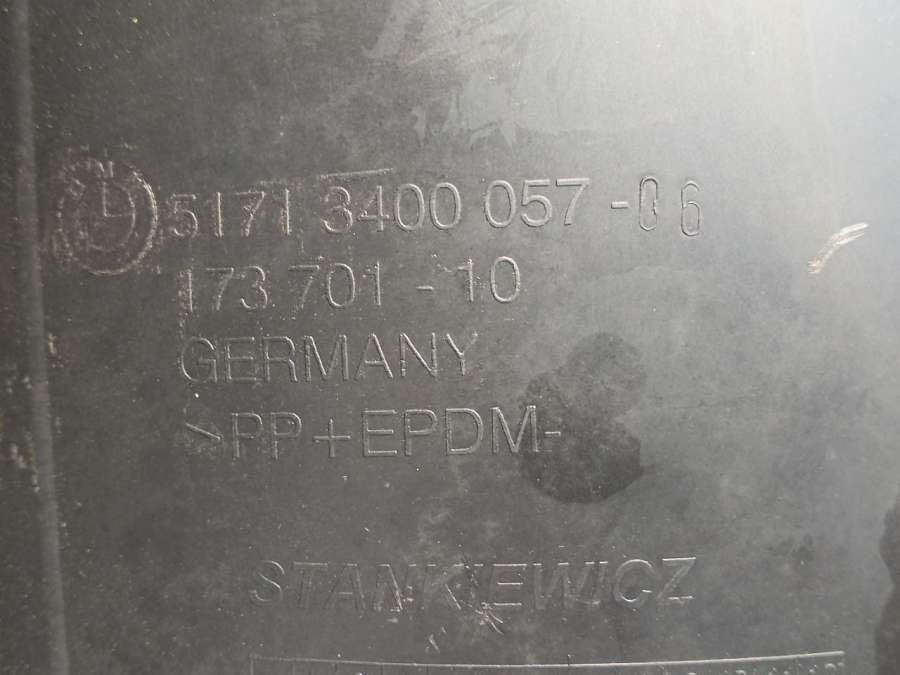 5171 3400 057 -06
173 701 - 10
GERMANY
>PP+EPDM-
STANKIEWICZ